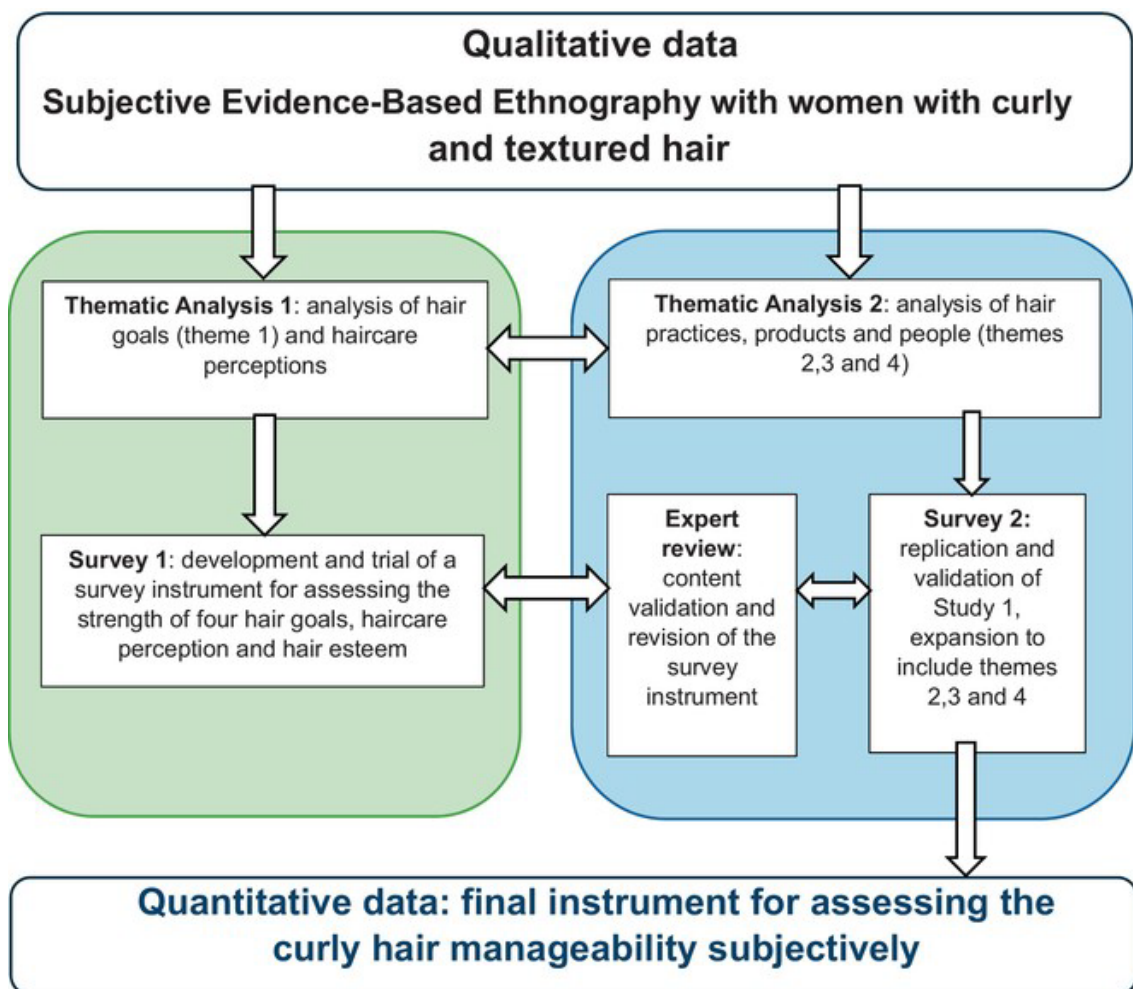 Qualitative data
Subjective Evidence-Based Ethnography with women with curly
and textured hair
Thematic Analysis 1: analysis of hair
goals (theme 1) and haircare
perceptions
Thematic Analysis 2: analysis of hair
practices, products and people (themes
2,3 and 4)
Survey 1: development and trial of a
survey instrument for assessing the
strength of four hair goals, haircare
perception and hair esteem
Expert
review:
content
validation and
revision of the
survey
instrument
Survey 2:
replication and
validation of
Study 1,
expansion to
include themes
2,3 and 4
Quantitative data: final instrument for assessing the
curly hair manageability subjectively